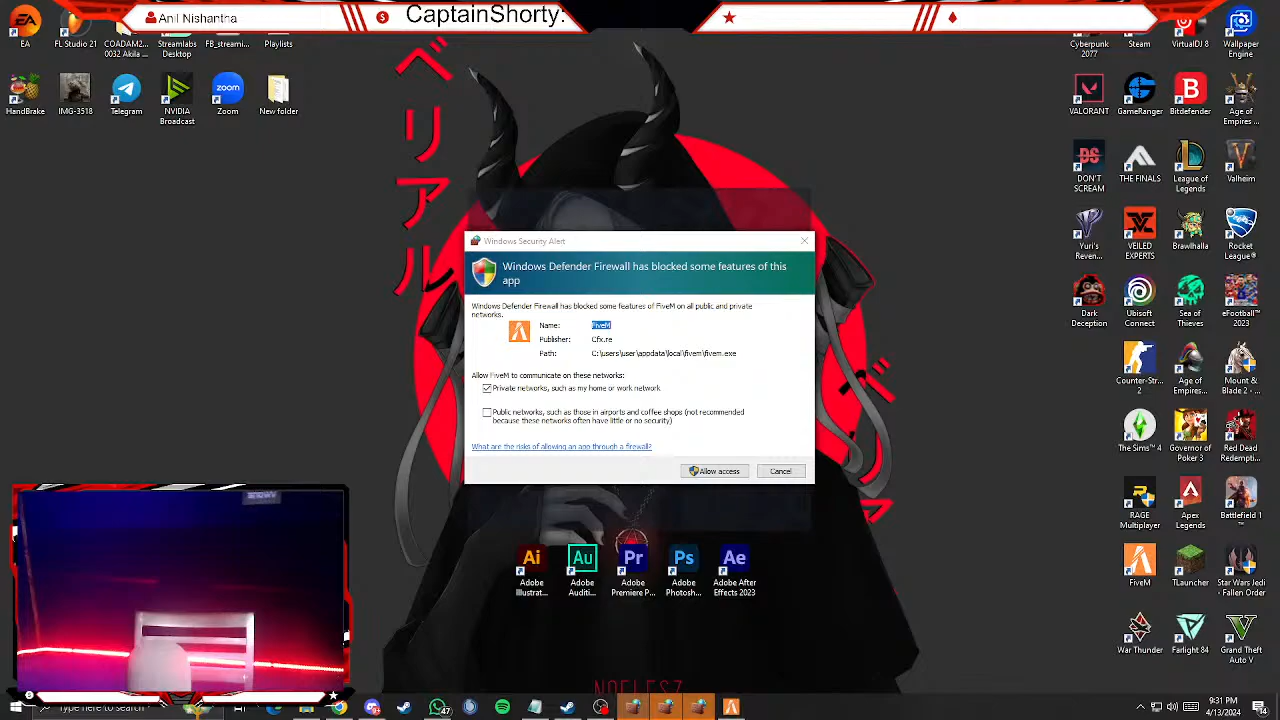 Anil Nishantha
CaptainShorty:
EA
FL Studio 21
COADAM2...
0032 Akila ...
Streamlabs
Desktop
FB_streami...
Playlists
Cyberpunk
2077
Steam
VirtualDJ 8
Wallpaper
Engine
HandBrake
IMG-3518
Telegram
NVIDIA
Broadcast
zoom
Zoom
New folder
VALORANT
GameRanger
Bitdefender
Age of
Empires ...
DON'T
SCREAM
THE FINALS
League of
Legends
Valheim
Yuri's
Reven...
VEILED
EXPERTS
Brawlhalla
Rocket
League®
Dark
Deception
Ubisoft
Connect
Sea of
Thieves
eFootball™
2024
Counter-Str...
2
Age of
Empires...
Mount &
Blade 2...
The Sims™ 4
Governor of
Poker 3
Red Dead
Redemption...
RAGE
Multiplayer
Apex
Legends
Battlefield 1
FiveM
TLauncher
Star Wars Jedi
- Fallen Order
War Thunder
Farlight 84
Grand Theft
Auto V
ベリアル
Windows Security Alert
Windows Defender Firewall has blocked some features of this
app
Windows Defender Firewall has blocked some features of FiveM on all public and private
networks.
Name: FiveM
Publisher: Cfx.re
Path: C:\users\user\appdata\local\fivem\fivem.exe
Allow FiveM to communicate on these networks:
Private networks, such as my home or work network
Public networks, such as those in airports and coffee shops (not recommended
because these networks often have little or no security)
What are the risks of allowing an app through a firewall?
Allow access
Cancel
Ai
Au
Pr
Ps
Ae
Adobe
Illustrat...
Adobe
Auditi...
Adobe
Premiere P...
Adobe
Photosh...
Adobe After
Effects 2023
Type here to search
47
9:31 PM